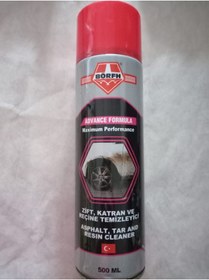 BÖRFH
ADVANCE FORMULA
Maximum Performance
ZİFT, KATRAN VE
REÇİNE TEMİZLEYİCİ
ASPHALT, TAR AND
RESIN CLEANER
500 ML